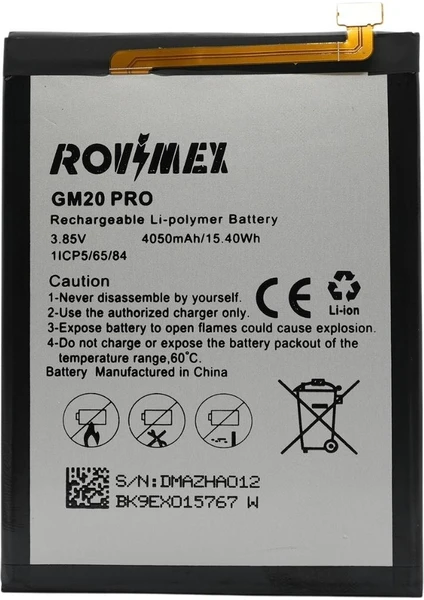 ROVIMEX
GM20 PRO
Rechargeable Li-polymer Battery
3.85V 4050mAh/15.40Wh
1ICP5/65/84
Caution
1-Never disassemble by yourself.
2-Use the authorized charger only.
3-Expose battery to open flames could cause explosion.
4-Do not charge or expose the battery packout of the
temperature range,60°C.
Battery Manufactured in China
CE
Li-ion
S/N:DMAZHA012
BK9EX015767 W